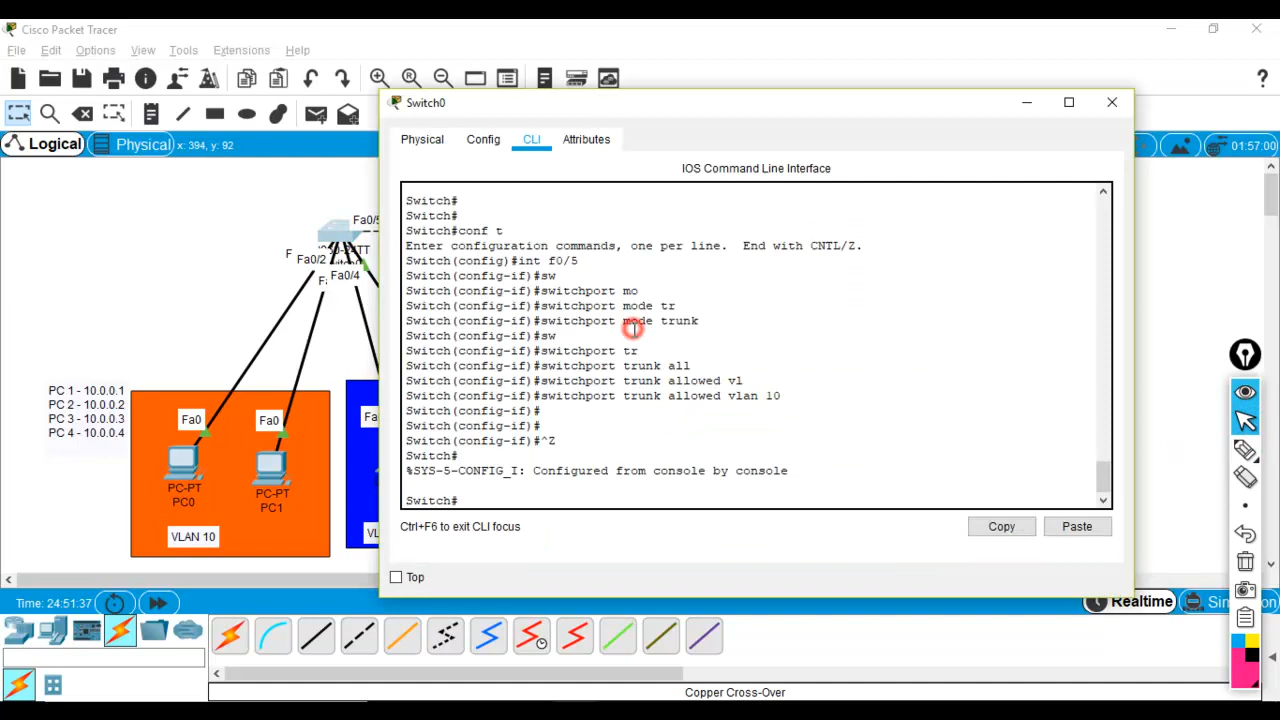 Cisco Packet Tracer
File Edit Options View Tools Extensions Help
Logical Physical x: 394, y: 92
01:57:00
Switch0
Physical Config CLI Attributes
IOS Command Line Interface
Switch#
Switch#
Switch#conf t
Enter configuration commands, one per line. End with CNTL/Z.
Switch(config)#int f0/5
Switch(config-if)#sw
Switch(config-if)#switchport mo
Switch(config-if)#switchport mode tr
Switch(config-if)#switchport mode trunk
Switch(config-if)#sw
Switch(config-if)#switchport tr
Switch(config-if)#switchport trunk all
Switch(config-if)#switchport trunk allowed vl
Switch(config-if)#switchport trunk allowed vlan 10
Switch(config-if)#
Switch(config-if)#
Switch(config-if)#^Z
Switch#
%SYS-5-CONFIG_I: Configured from console by console
Switch#
Ctrl+F6 to exit CLI focus
Copy
Paste
Top
Fa0/5
Fa0/2
Fa0/4
PC 1 - 10.0.0.1
PC 2 - 10.0.0.2
PC 3 - 10.0.0.3
PC 4 - 10.0.0.4
Fa0
Fa0
Fa
PC-PT
PC0
PC-PT
PC1
VLAN 10
VL
Time: 24:51:37
Realtime
Copper Cross-Over